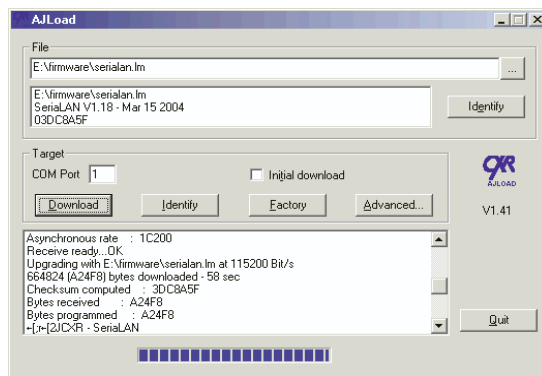 AJLoad
File
E:\firmware\serialan.lm
...
E:\firmware\serialan.lm
SeriaLAN V1.18 - Mar 15 2004
03DC8A5F
Identify
Target
COM Port 1
Initial download
Download Identify Factory Advanced...
CXR
AJLOAD
V1.41
Asynchronous rate : 1C200
Receive ready...OK
Upgrading with E:\firmware\serialan.lm at 115200 Bit/s
664824 (A24F8) bytes downloaded - 58 sec
Checksum computed : 3DC8A5F
Bytes received : A24F8
Bytes programmed : A24F8
←[;r←[2JCXR - SeriaLAN
Quit